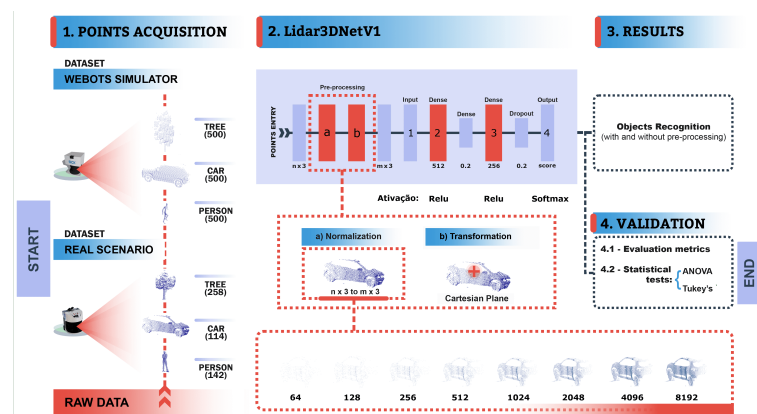 1. POINTS ACQUISITION
DATASET
WEBOTS SIMULATOR
TREE
(500)
CAR
(500)
PERSON
(500)
START
DATASET
REAL SCENARIO
TREE
(258)
CAR
(114)
PERSON
(142)
RAW DATA
2. Lidar3DNetV1
Pre-processing
POINTS ENTRY
Input
Dense
Dense
Dense
Dropout
Output
a
b
1
2
3
4
n x 3
m x 3
512
0.2
256
0.2
score
Ativação:
Relu
Relu
Softmax
a) Normalization
n x 3 to m x 3
b) Transformation
Cartesian Plane
64
128
256
512
1024
2048
4096
8192
3. RESULTS
Objects Recognition
(with and without pre-processing)
4. VALIDATION
4.1 - Evaluation metrics
4.2 - Statistical
tests:
ANOVA
Tukey's
END